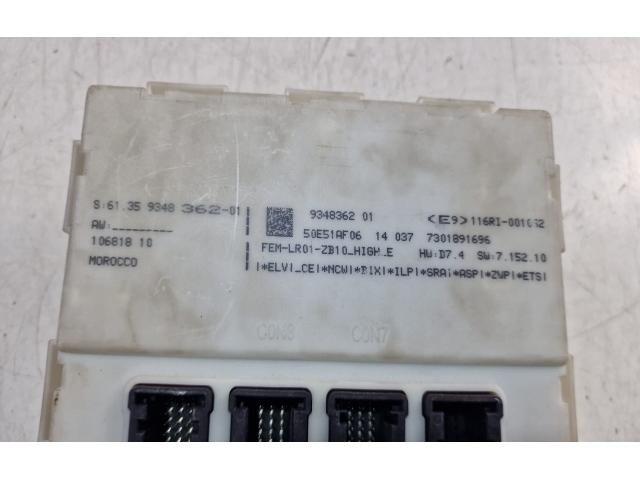 S:61.35 9348 362-01
AW:_________
106818 10
MOROCCO
9348362 01
<E9>116RI-001
50E51AF06 14 037 7301891696
FEM-LR01-ZB10_HIGH_E HW:D7.4 SW:7.152.10
|*ELV|_CE|*NCW|*BIX|*ILP|*SRA|*ASP|*ZWP|*ETS|
CON8 CON7